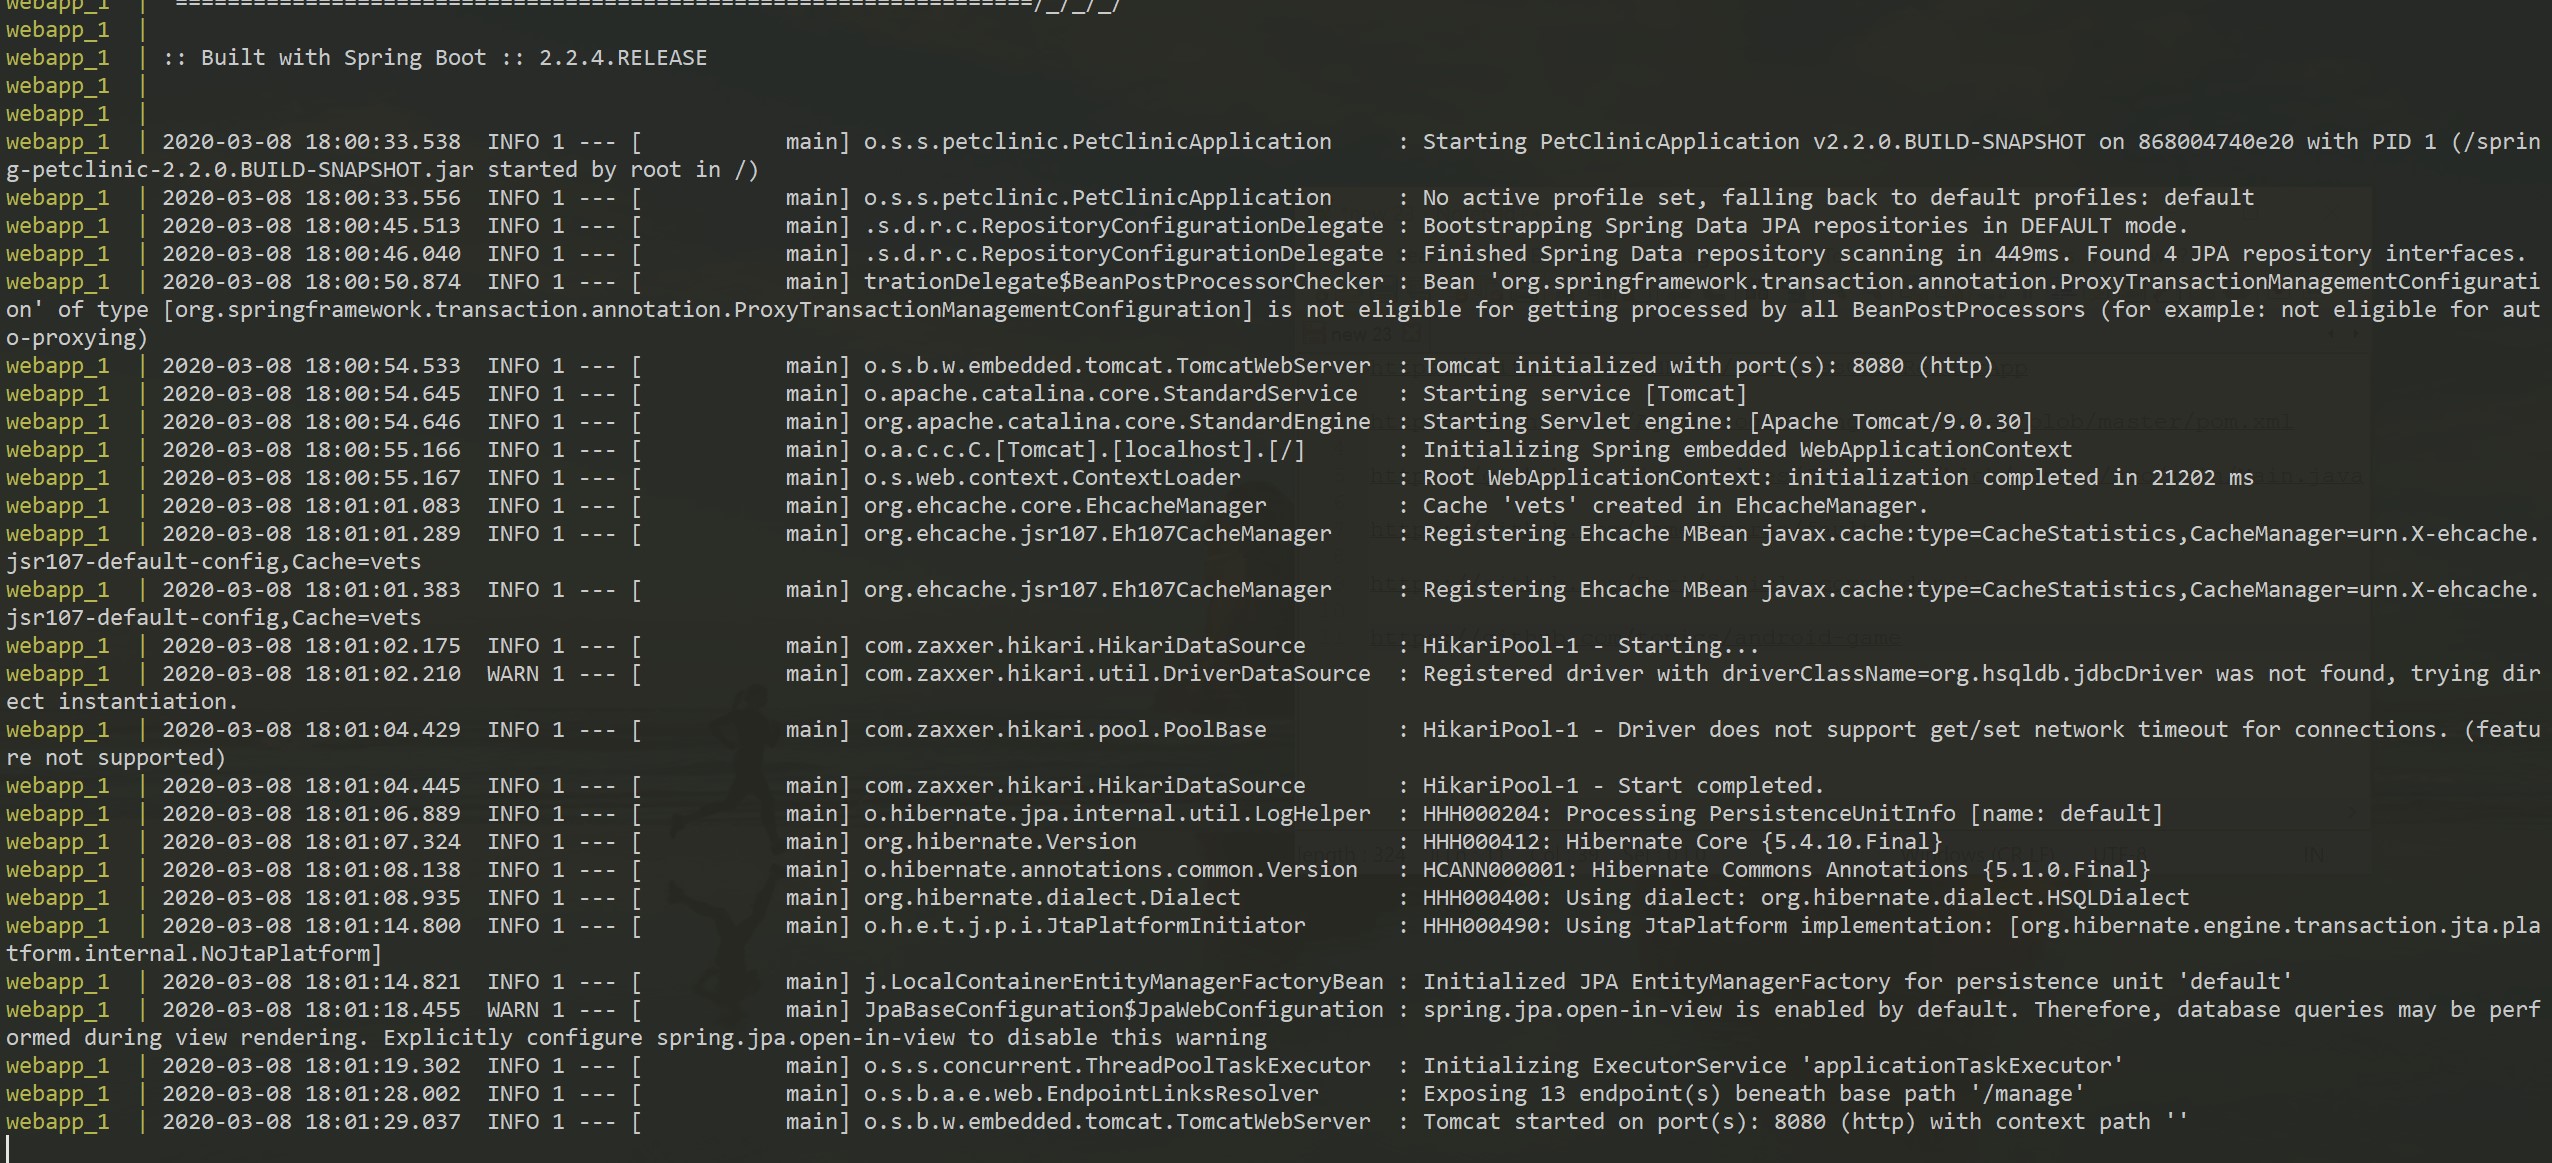 webapp_1  |  ==================================================================/_/_/_/
webapp_1  |
webapp_1  | :: Built with Spring Boot :: 2.2.4.RELEASE
webapp_1  |
webapp_1  |
webapp_1  | 2020-03-08 18:00:33.538  INFO 1 --- [           main] o.s.s.petclinic.PetClinicApplication     : Starting PetClinicApplication v2.2.0.BUILD-SNAPSHOT on 868004740e20 with PID 1 (/sprin
g-petclinic-2.2.0.BUILD-SNAPSHOT.jar started by root in /)
webapp_1  | 2020-03-08 18:00:33.556  INFO 1 --- [           main] o.s.s.petclinic.PetClinicApplication     : No active profile set, falling back to default profiles: default
webapp_1  | 2020-03-08 18:00:45.513  INFO 1 --- [           main] .s.d.r.c.RepositoryConfigurationDelegate : Bootstrapping Spring Data JPA repositories in DEFAULT mode.
webapp_1  | 2020-03-08 18:00:46.040  INFO 1 --- [           main] .s.d.r.c.RepositoryConfigurationDelegate : Finished Spring Data repository scanning in 449ms. Found 4 JPA repository interfaces.
webapp_1  | 2020-03-08 18:00:50.874  INFO 1 --- [           main] trationDelegate$BeanPostProcessorChecker : Bean 'org.springframework.transaction.annotation.ProxyTransactionManagementConfigurati
on' of type [org.springframework.transaction.annotation.ProxyTransactionManagementConfiguration] is not eligible for getting processed by all BeanPostProcessors (for example: not eligible for aut
o-proxying)
webapp_1  | 2020-03-08 18:00:54.533  INFO 1 --- [           main] o.s.b.w.embedded.tomcat.TomcatWebServer  : Tomcat initialized with port(s): 8080 (http)
webapp_1  | 2020-03-08 18:00:54.645  INFO 1 --- [           main] o.apache.catalina.core.StandardService   : Starting service [Tomcat]
webapp_1  | 2020-03-08 18:00:54.646  INFO 1 --- [           main] org.apache.catalina.core.StandardEngine  : Starting Servlet engine: [Apache Tomcat/9.0.30]
webapp_1  | 2020-03-08 18:00:55.166  INFO 1 --- [           main] o.a.c.c.C.[Tomcat].[localhost].[/]       : Initializing Spring embedded WebApplicationContext
webapp_1  | 2020-03-08 18:00:55.167  INFO 1 --- [           main] o.s.web.context.ContextLoader            : Root WebApplicationContext: initialization completed in 21202 ms
webapp_1  | 2020-03-08 18:01:01.083  INFO 1 --- [           main] org.ehcache.core.EhcacheManager          : Cache 'vets' created in EhcacheManager.
webapp_1  | 2020-03-08 18:01:01.289  INFO 1 --- [           main] org.ehcache.jsr107.Eh107CacheManager     : Registering Ehcache MBean javax.cache:type=CacheStatistics,CacheManager=urn.X-ehcache.
jsr107-default-config,Cache=vets
webapp_1  | 2020-03-08 18:01:01.383  INFO 1 --- [           main] org.ehcache.jsr107.Eh107CacheManager     : Registering Ehcache MBean javax.cache:type=CacheStatistics,CacheManager=urn.X-ehcache.
jsr107-default-config,Cache=vets
webapp_1  | 2020-03-08 18:01:02.175  INFO 1 --- [           main] com.zaxxer.hikari.HikariDataSource       : HikariPool-1 - Starting...
webapp_1  | 2020-03-08 18:01:02.210  WARN 1 --- [           main] com.zaxxer.hikari.util.DriverDataSource  : Registered driver with driverClassName=org.hsqldb.jdbcDriver was not found, trying dir
ect instantiation.
webapp_1  | 2020-03-08 18:01:04.429  INFO 1 --- [           main] com.zaxxer.hikari.pool.PoolBase          : HikariPool-1 - Driver does not support get/set network timeout for connections. (featu
re not supported)
webapp_1  | 2020-03-08 18:01:04.445  INFO 1 --- [           main] com.zaxxer.hikari.HikariDataSource       : HikariPool-1 - Start completed.
webapp_1  | 2020-03-08 18:01:06.889  INFO 1 --- [           main] o.hibernate.jpa.internal.util.LogHelper  : HHH000204: Processing PersistenceUnitInfo [name: default]
webapp_1  | 2020-03-08 18:01:07.324  INFO 1 --- [           main] org.hibernate.Version                    : HHH000412: Hibernate Core {5.4.10.Final}
webapp_1  | 2020-03-08 18:01:08.138  INFO 1 --- [           main] o.hibernate.annotations.common.Version   : HCANN000001: Hibernate Commons Annotations {5.1.0.Final}
webapp_1  | 2020-03-08 18:01:08.935  INFO 1 --- [           main] org.hibernate.dialect.Dialect            : HHH000400: Using dialect: org.hibernate.dialect.HSQLDialect
webapp_1  | 2020-03-08 18:01:14.800  INFO 1 --- [           main] o.h.e.t.j.p.i.JtaPlatformInitiator       : HHH000490: Using JtaPlatform implementation: [org.hibernate.engine.transaction.jta.pla
tform.internal.NoJtaPlatform]
webapp_1  | 2020-03-08 18:01:14.821  INFO 1 --- [           main] j.LocalContainerEntityManagerFactoryBean : Initialized JPA EntityManagerFactory for persistence unit 'default'
webapp_1  | 2020-03-08 18:01:18.455  WARN 1 --- [           main] JpaBaseConfiguration$JpaWebConfiguration : spring.jpa.open-in-view is enabled by default. Therefore, database queries may be perf
ormed during view rendering. Explicitly configure spring.jpa.open-in-view to disable this warning
webapp_1  | 2020-03-08 18:01:19.302  INFO 1 --- [           main] o.s.s.concurrent.ThreadPoolTaskExecutor  : Initializing ExecutorService 'applicationTaskExecutor'
webapp_1  | 2020-03-08 18:01:28.002  INFO 1 --- [           main] o.s.b.a.e.web.EndpointLinksResolver      : Exposing 13 endpoint(s) beneath base path '/manage'
webapp_1  | 2020-03-08 18:01:29.037  INFO 1 --- [           main] o.s.b.w.embedded.tomcat.TomcatWebServer  : Tomcat started on port(s): 8080 (http) with context path ''